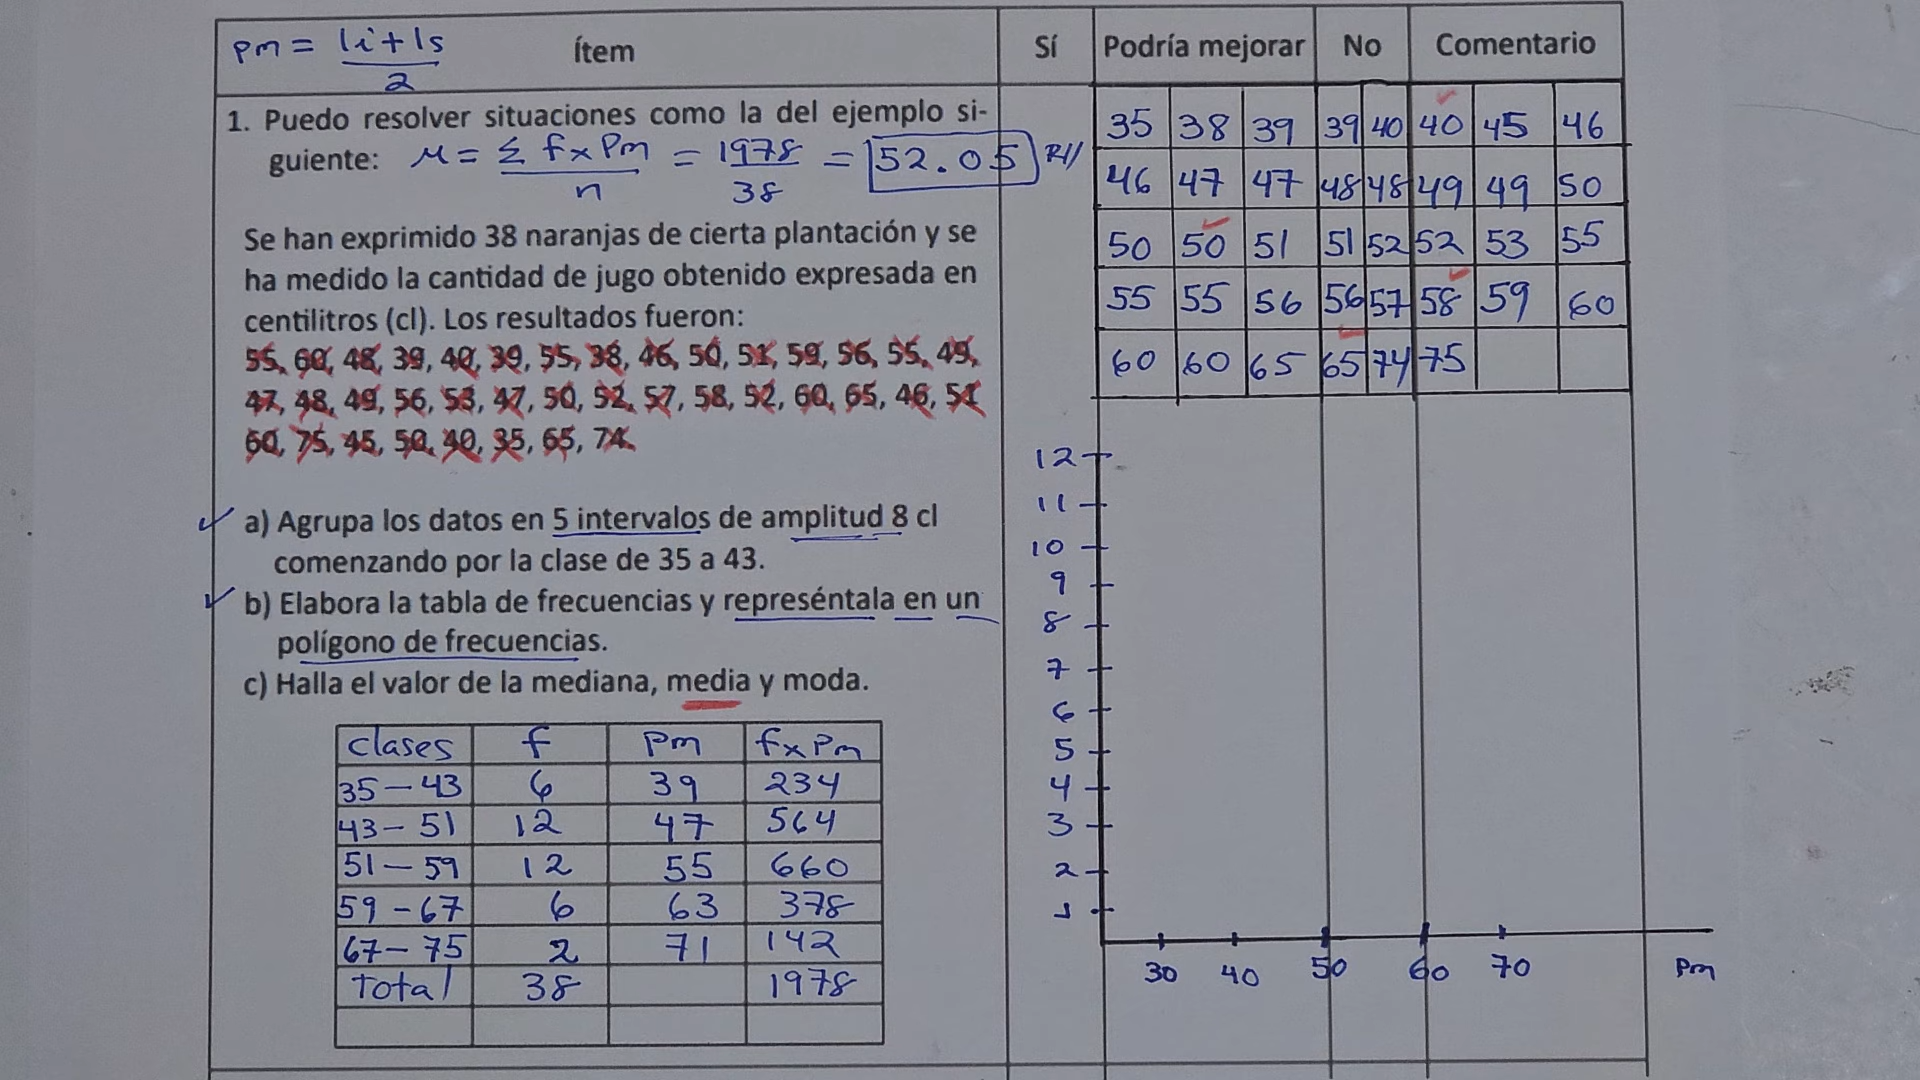 pm = li+ls / 2
Ítem
Sí
Podría mejorar
No
Comentario
1. Puedo resolver situaciones como la del ejemplo si-
guiente:
μ = Σ f x Pm / n = 1978 / 38 = 52.05 R//
Se han exprimido 38 naranjas de cierta plantación y se
ha medido la cantidad de jugo obtenido expresada en
centilitros (cl). Los resultados fueron:
55, 60, 48, 39, 40, 39, 55, 38, 46, 50, 51, 59, 56, 55, 49,
47, 48, 49, 56, 53, 47, 50, 52, 57, 58, 52, 60, 65, 46, 51
60, 75, 45, 50, 40, 35, 65, 74.
a) Agrupa los datos en 5 intervalos de amplitud 8 cl
comenzando por la clase de 35 a 43.
b) Elabora la tabla de frecuencias y represéntala en un
polígono de frecuencias.
c) Halla el valor de la mediana, media y moda.
clases f Pm f x Pm
35 - 43 6 39 234
43 - 51 12 47 564
51 - 59 12 55 660
59 - 67 6 63 378
67 - 75 2 71 142
Total 38 1978
35 38 39 39 40 40 45 46
46 47 47 48 48 49 49 50
50 50 51 51 52 52 53 55
55 55 56 56 57 58 59 60
60 60 65 65 74 75
12
11
10
9
8
7
6
5
4
3
2
1
30 40 50 60 70 Pm